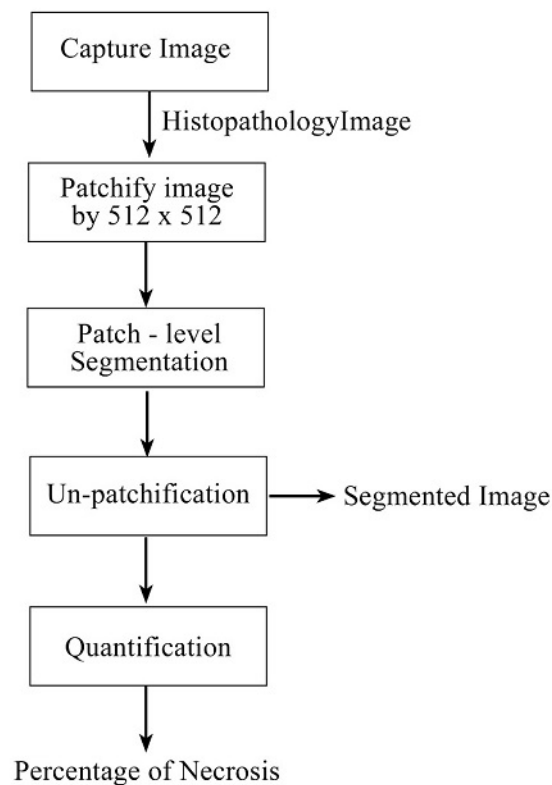 Capture Image
HistopathologyImage
Patchify image
by 512 x 512
Patch - level
Segmentation
Un-patchification
Segmented Image
Quantification
Percentage of Necrosis